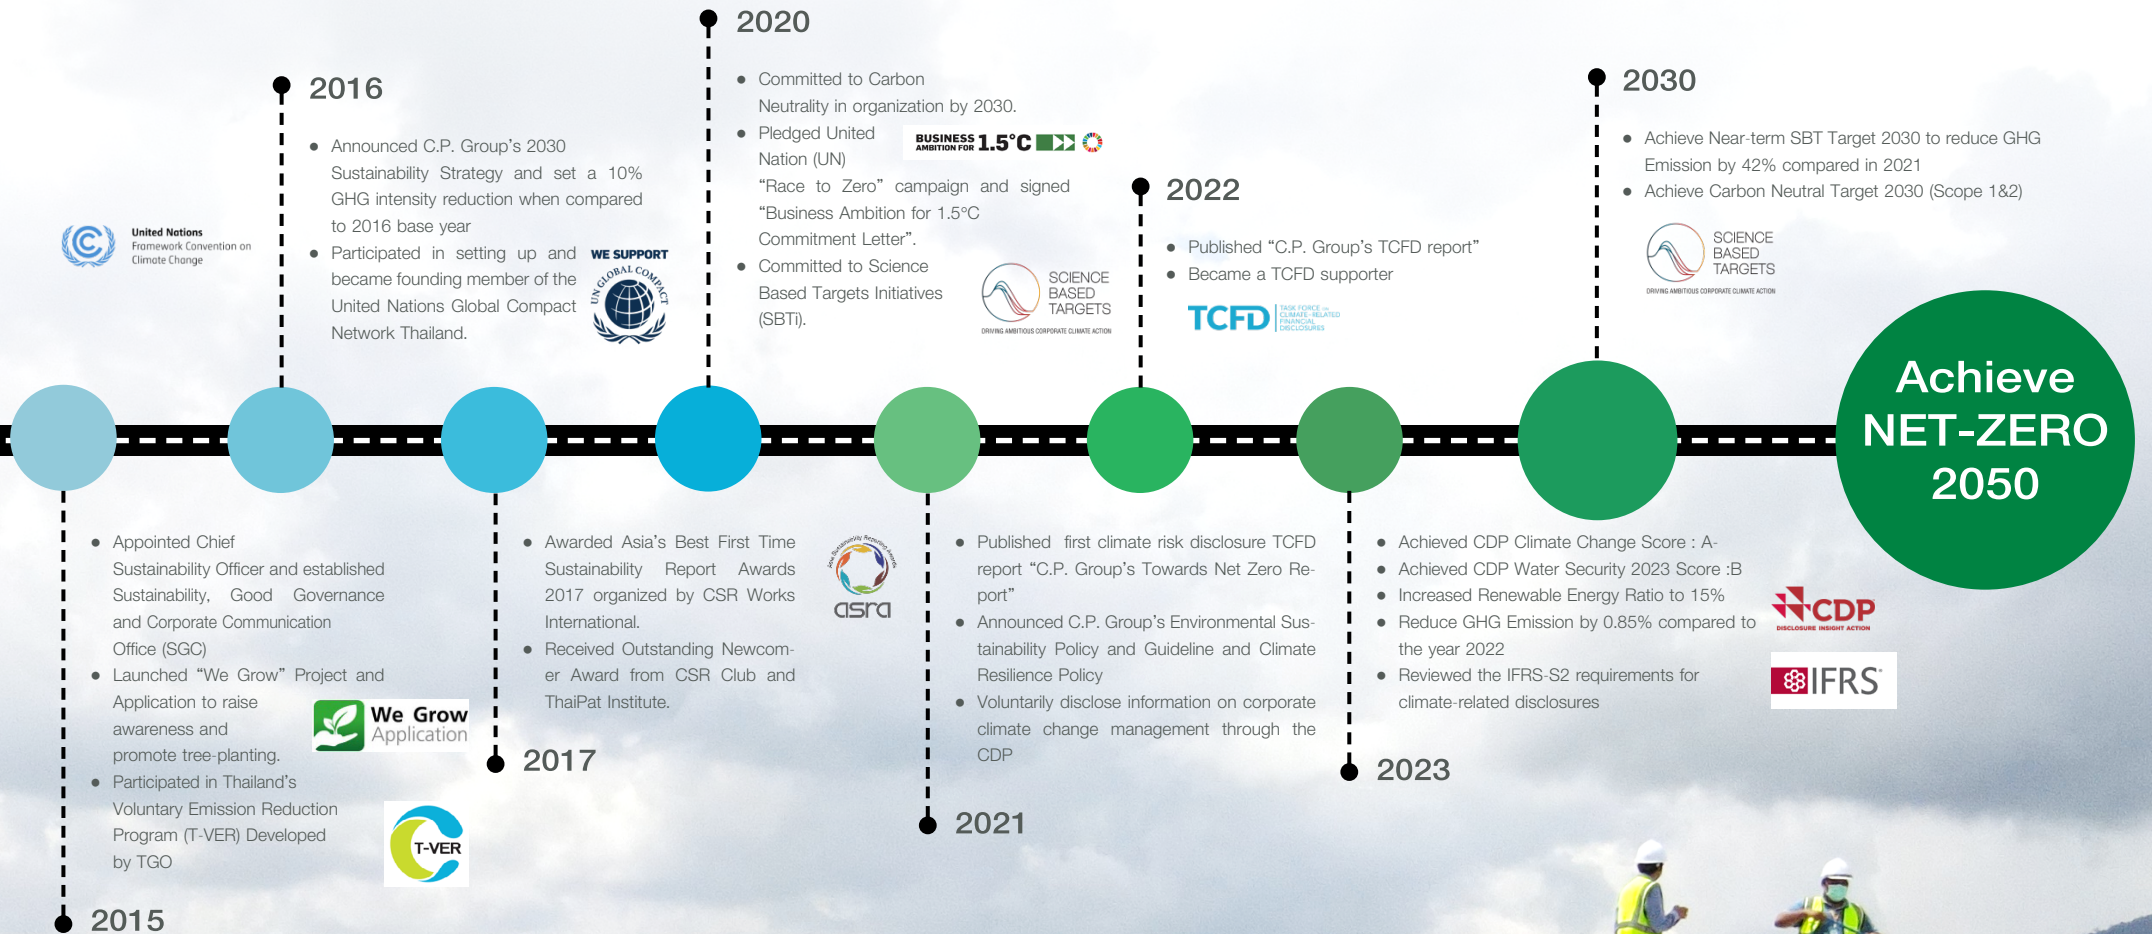 2015
Appointed Chief
Sustainability Officer and established
Sustainability, Good Governance
and Corporate Communication
Office (SGC)
Launched “We Grow” Project and
Application to raise
awareness and
promote tree-planting.
We Grow
Application
Participated in Thailand’s
Voluntary Emission Reduction
Program (T-VER) Developed
by TGO
T-VER
United Nations
Framework Convention on
Climate Change
2016
Announced C.P. Group’s 2030
Sustainability Strategy and set a 10%
GHG intensity reduction when compared
to 2016 base year
Participated in setting up and
became founding member of the
United Nations Global Compact
Network Thailand.
WE SUPPORT
UN GLOBAL COMPACT
2017
Awarded Asia’s Best First Time
Sustainability Report Awards
2017 organized by CSR Works
International.
Received Outstanding Newcom-
er Award from CSR Club and
ThaiPat Institute.
Asia Sustainability Reporting Awards
asra
2020
Committed to Carbon
Neutrality in organization by 2030.
Pledged United
Nation (UN)
“Race to Zero” campaign and signed
“Business Ambition for 1.5°C
Commitment Letter”.
BUSINESS
AMBITION FOR 1.5°C
Committed to Science
Based Targets Initiatives
(SBTi).
SCIENCE
BASED
TARGETS
DRIVING AMBITIOUS CORPORATE CLIMATE ACTION
2021
Published first climate risk disclosure TCFD
report “C.P. Group’s Towards Net Zero Re-
port”
Announced C.P. Group’s Environmental Sus-
tainability Policy and Guideline and Climate
Resilience Policy
Voluntarily disclose information on corporate
climate change management through the
CDP
2022
Published “C.P. Group’s TCFD report”
Became a TCFD supporter
TCFD
TASK FORCE ON
CLIMATE-RELATED
FINANCIAL
DISCLOSURES
2023
Achieved CDP Climate Change Score : A-
Achieved CDP Water Security 2023 Score :B
Increased Renewable Energy Ratio to 15%
Reduce GHG Emission by 0.85% compared to
the year 2022
Reviewed the IFRS-S2 requirements for
climate-related disclosures
CDP
DISCLOSURE INSIGHT ACTION
IFRS
2030
Achieve Near-term SBT Target 2030 to reduce GHG
Emission by 42% compared in 2021
Achieve Carbon Neutral Target 2030 (Scope 1&2)
SCIENCE
BASED
TARGETS
DRIVING AMBITIOUS CORPORATE CLIMATE ACTION
Achieve
NET-ZERO
2050